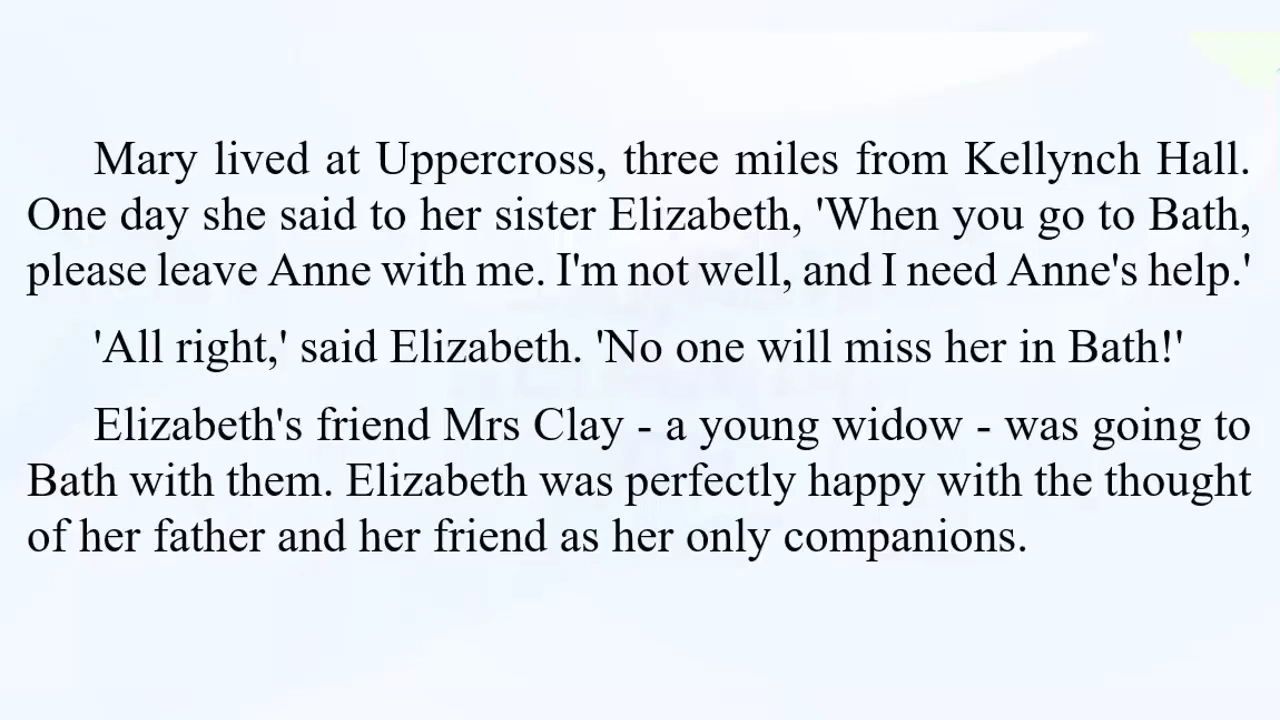 Mary lived at Uppercross, three miles from Kellynch Hall.
One day she said to her sister Elizabeth, 'When you go to Bath,
please leave Anne with me. I'm not well, and I need Anne's help.'
'All right,' said Elizabeth. 'No one will miss her in Bath!'
Elizabeth's friend Mrs Clay - a young widow - was going to
Bath with them. Elizabeth was perfectly happy with the thought
of her father and her friend as her only companions.